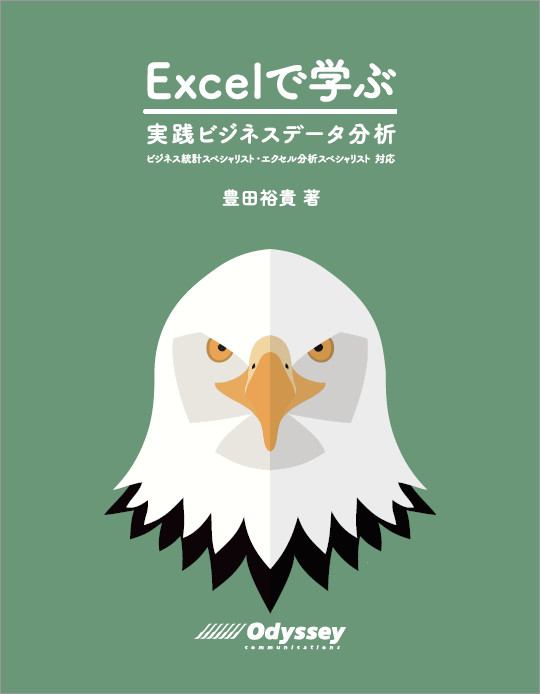 Excelで学ぶ
実践ビジネスデータ分析
ビジネス統計スペシャリスト・エクセル分析スペシャリスト 対応
豊田裕貴 著
Odyssey
communications